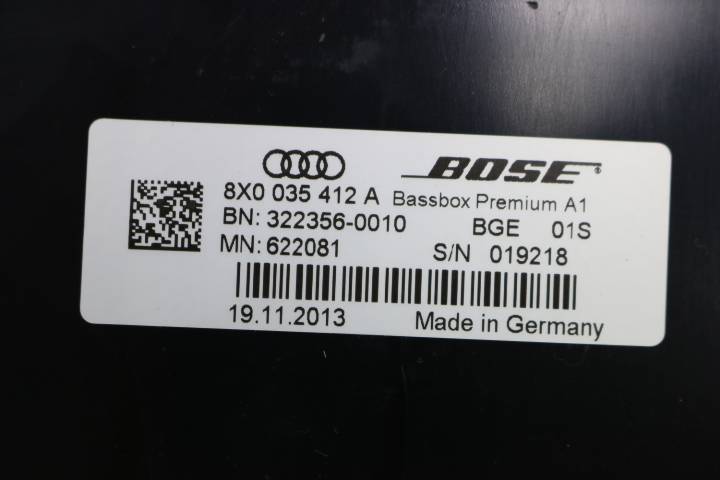 BOSE®
8X0 035 412 A Bassbox Premium A1
BN: 322356-0010 BGE 01S
MN: 622081 S/N 019218
19.11.2013 Made in Germany